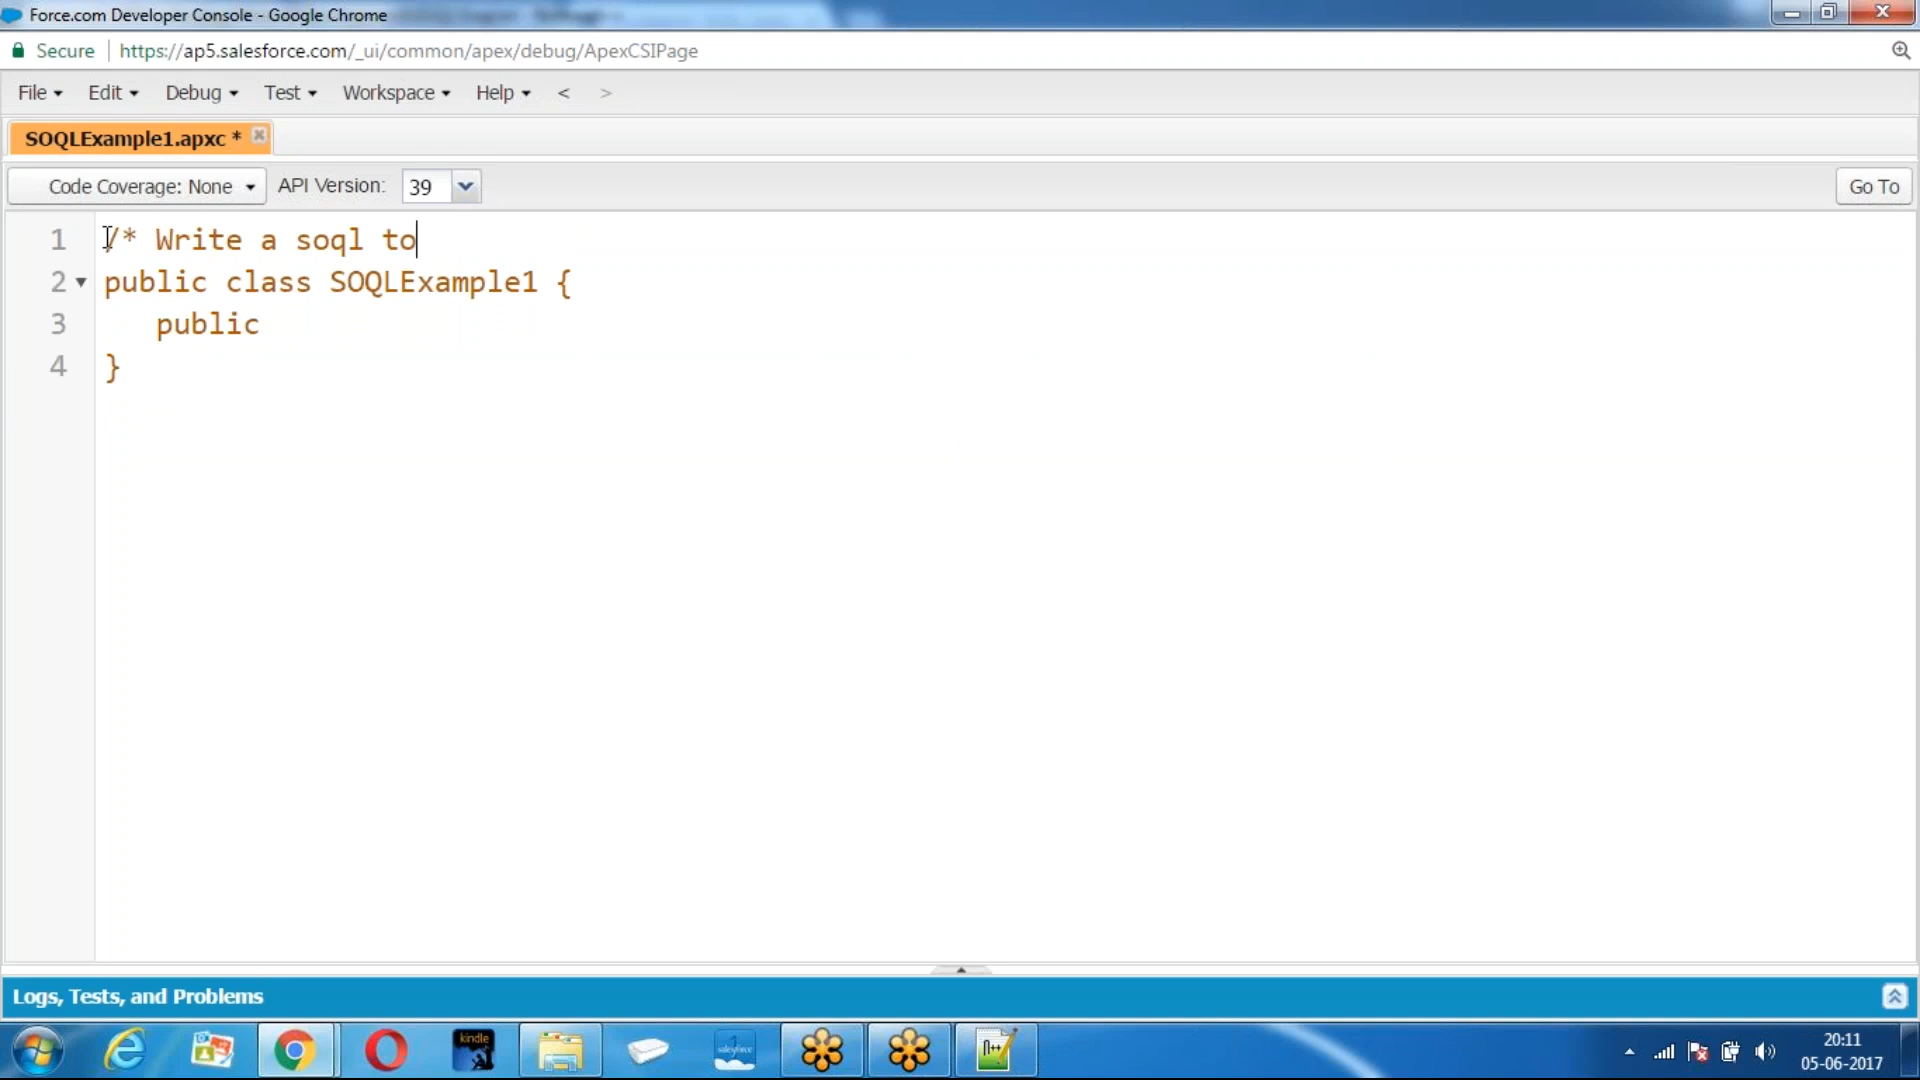 Force.com Developer Console - Google Chrome
Secure https://ap5.salesforce.com/_ui/common/apex/debug/ApexCSIPage
File Edit Debug Test Workspace Help < >
SOQLExample1.apxc *
Code Coverage: None API Version: 39 Go To
1 /* Write a soql to
2 public class SOQLExample1 {
3 public
4 }
Logs, Tests, and Problems
kindle
salesforce
20:11
05-06-2017